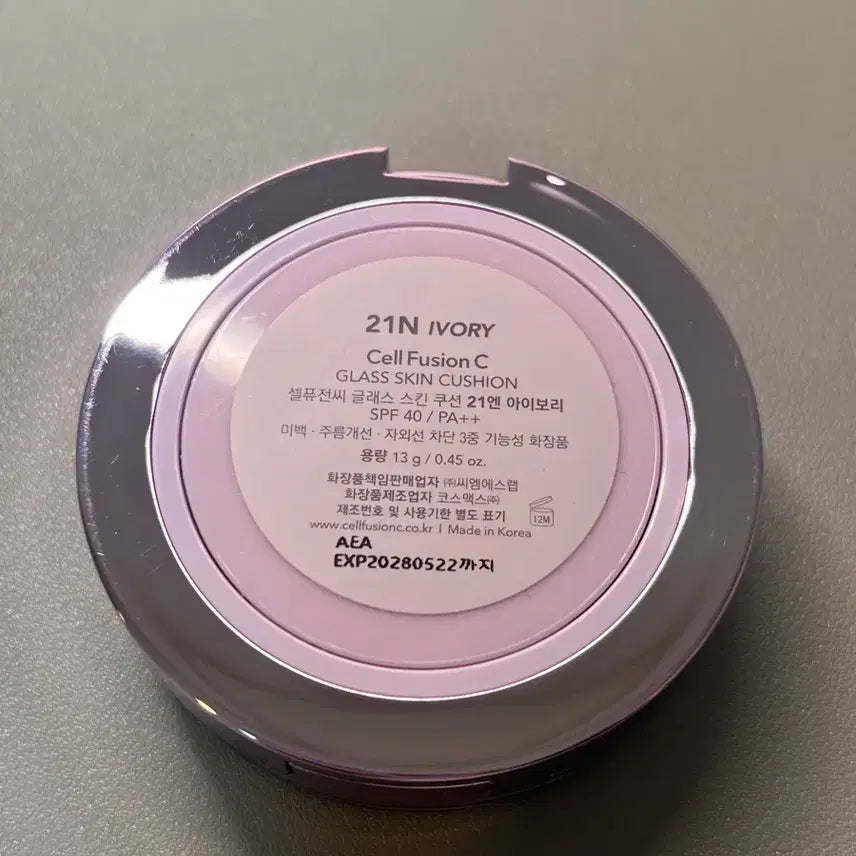 21N IVORY
Cell Fusion C
GLASS SKIN CUSHION
셀퓨전씨 글래스 스킨 쿠션 21엔 아이보리
SPF 40 / PA++
미백 · 주름개선 · 자외선 차단 3중 기능성 화장품
용량 13 g / 0.45 oz.
화장품책임판매업자 ㈜씨엠에스랩
화장품제조업자 코스맥스㈜
제조번호 및 사용기한 별도 표기
12M
www.cellfusionc.co.kr I Made in Korea
AEA
EXP20280522까지